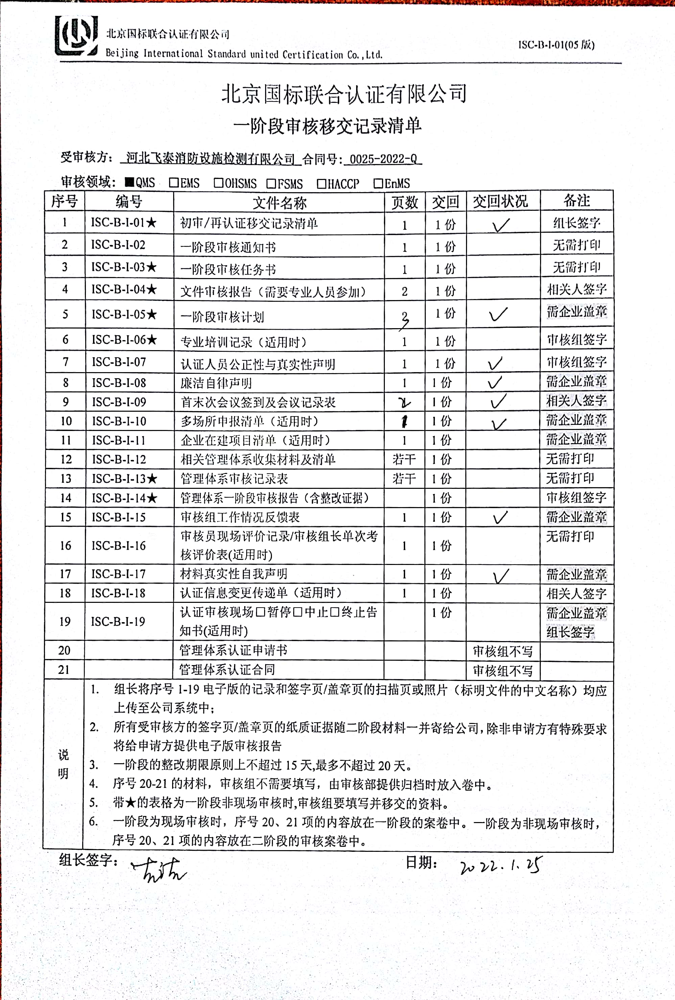 北京国标联合认证有限公司
Beijing International Standard united Certification Co.,Ltd.
ISC-B-I-01(05 版)
北京国标联合认证有限公司
一阶段审核移交记录清单
受审核方： 河北飞泰消防设施检测有限公司 合同号: 0025-2022-Q
审核领域：■QMS □EMS □OHSMS □FSMS □HACCP □EnMS
序号 编号 文件名称 页数 交回 交回状况 备注
1 ISC-B-I-01★ 初审/再认证移交记录清单 1 1 份 ✓ 组长签字
2 ISC-B-I-02 一阶段审核通知书 1 1 份 无需打印
3 ISC-B-I-03★ 一阶段审核任务书 1 1 份 无需打印
4 ISC-B-I-04★ 文件审核报告（需要专业人员参加） 2 1 份 相关人签字
5 ISC-B-I-05★ 一阶段审核计划 1 份 ✓ 需企业盖章
6 ISC-B-I-06★ 专业培训记录（适用时） 1 1 份 审核组签字
7 ISC-B-I-07 认证人员公正性与真实性声明 1 1 份 ✓ 审核组签字
8 ISC-B-I-08 廉洁自律声明 1 1 份 ✓ 需企业盖章
9 ISC-B-I-09 首末次会议签到及会议记录表 1 份 ✓ 相关人签字
10 ISC-B-I-10 多场所申报清单（适用时） 1 1 份 ✓ 需企业盖章
11 ISC-B-I-11 企业在建项目清单（适用时） 1 1 份 需企业盖章
12 ISC-B-I-12 相关管理体系收集材料及清单 若干 1 份 无需打印
13 ISC-B-I-13★ 管理体系审核记录表 若干 1 份 无需打印
14 ISC-B-I-14★ 管理体系一阶段审核报告（含整改证据） 1 份 审核组签字
15 ISC-B-I-15 审核组工作情况反馈表 1 1 份 ✓ 需企业盖章
16 ISC-B-I-16 审核员现场评价记录/审核组长单次考 1 1 份 无需打印
核评价表(适用时)
17 ISC-B-I-17 材料真实性自我声明 1 1 份 ✓ 需企业盖章
18 ISC-B-I-18 认证信息变更传递单（适用时） 1 1 份 相关人签字
19 ISC-B-I-19 认证审核现场□暂停□中止□终止告 1 份 需企业盖章
知书(适用时) 组长签字
20 管理体系认证申请书 审核组不写
21 管理体系认证合同 审核组不写
说
明
1. 组长将序号 1-19 电子版的记录和签字页/盖章页的扫描页或照片（标明文件的中文名称）均应
上传至公司系统中；
2. 所有受审核方的签字页/盖章页的纸质证据随二阶段材料一并寄给公司，除非申请方有特殊要求
将给申请方提供电子版审核报告
3. 一阶段的整改期限原则上不超过 15 天,最多不超过 20 天。
4. 序号 20-21 的材料，审核组不需要填写，由审核部提供归档时放入卷中。
5. 带★的表格为一阶段非现场审核时,审核组要填写并移交的资料。
6. 一阶段为现场审核时，序号 20、21 项的内容放在一阶段的案卷中。一阶段为非现场审核时，
序号 20、21 项的内容放在二阶段的审核案卷中。
组长签字： 日期： 2022.1.25